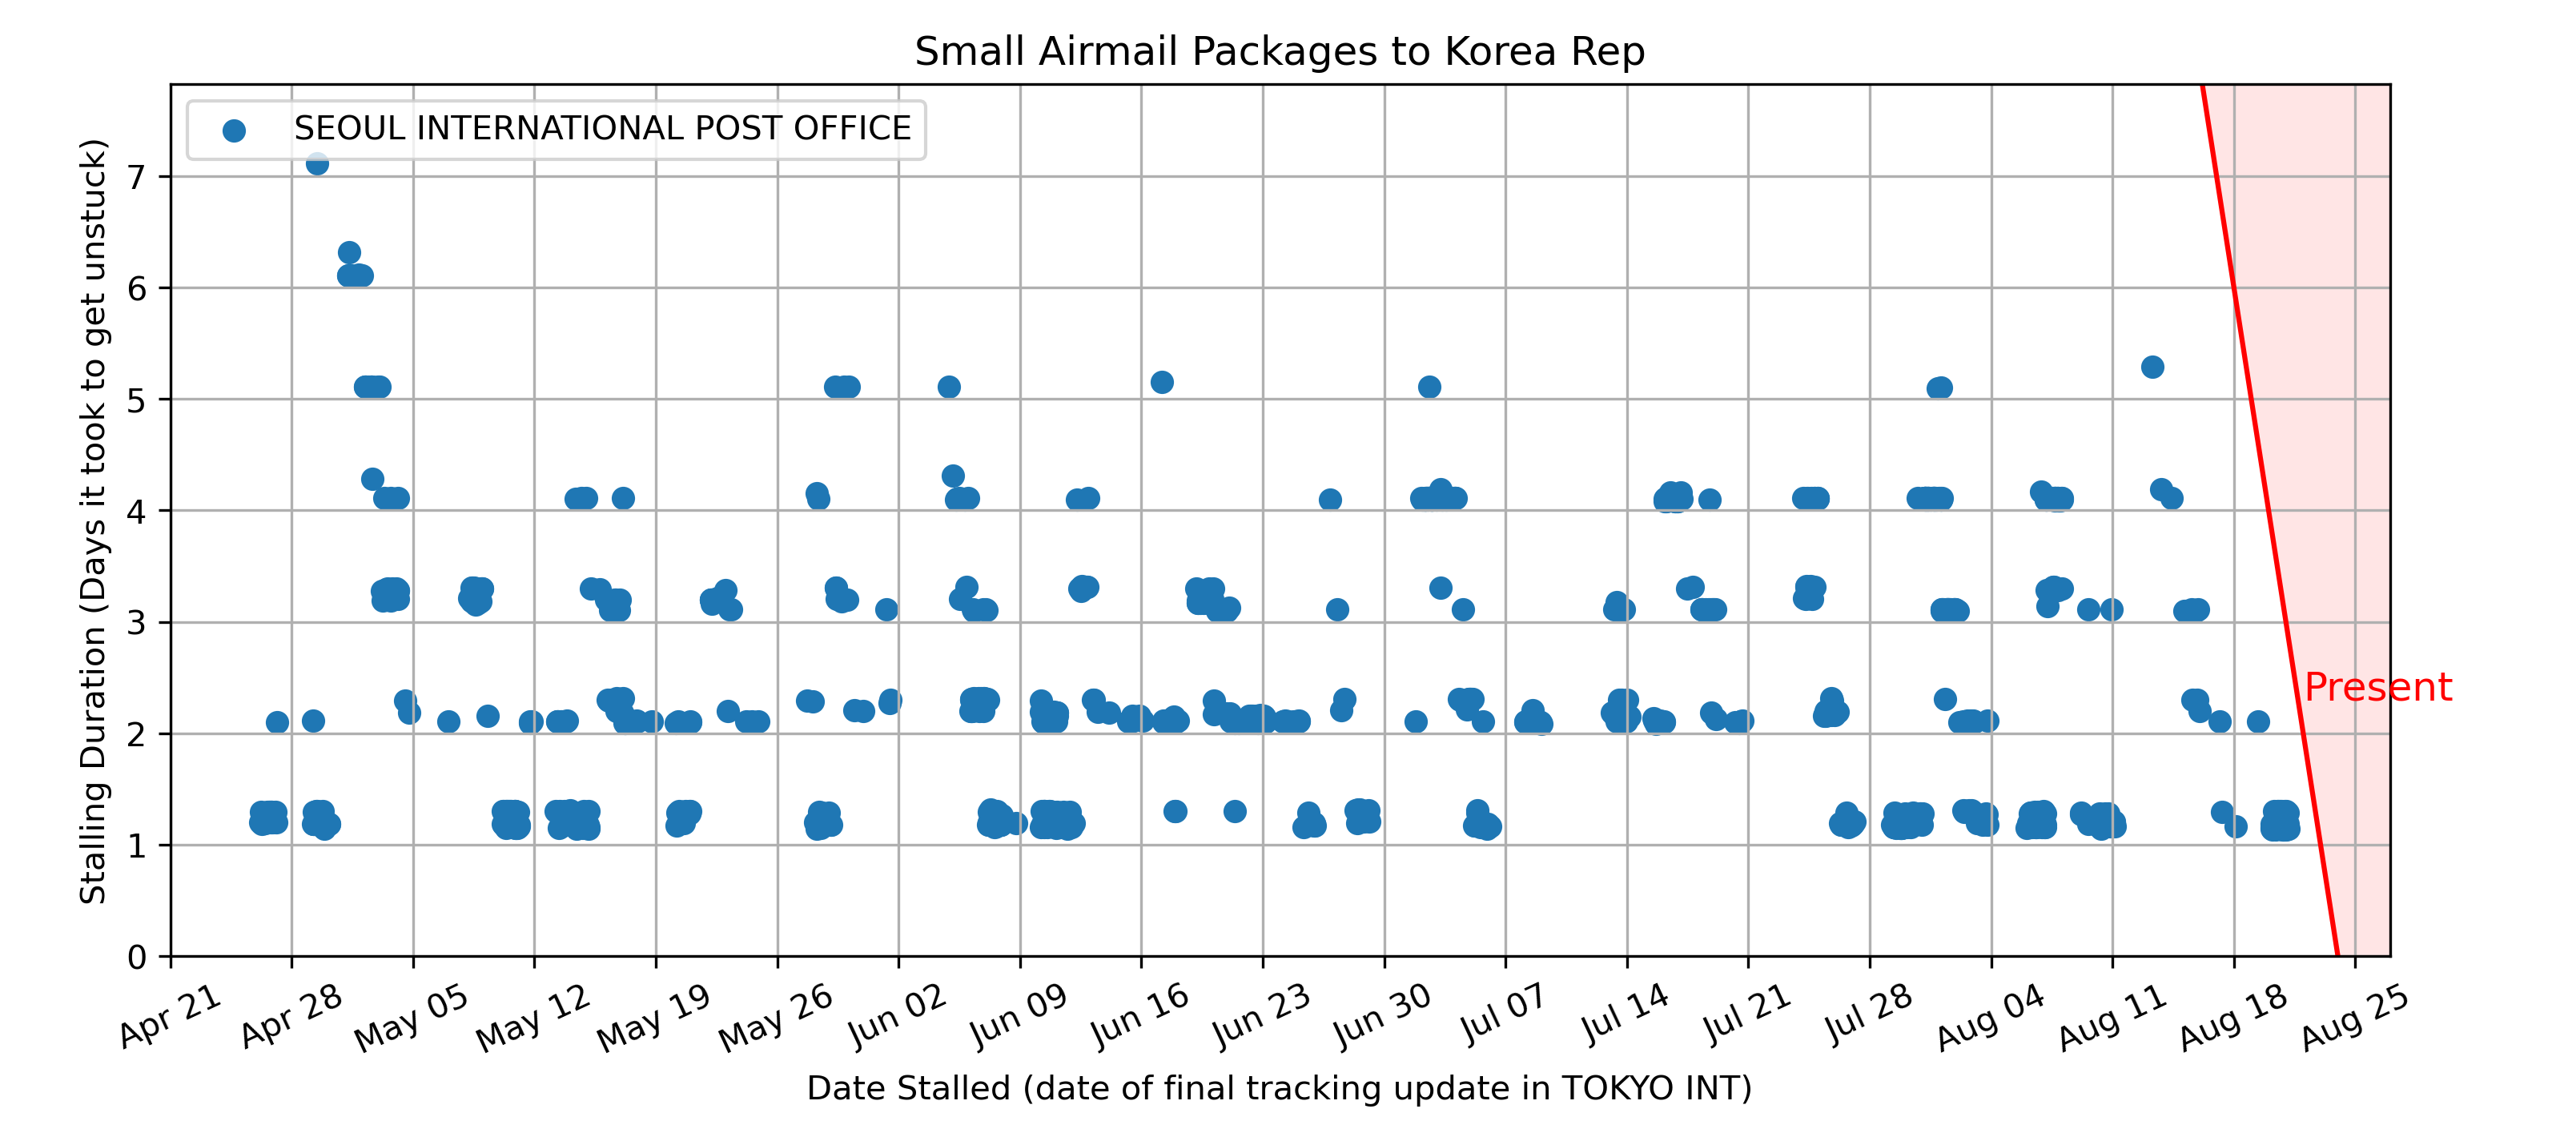 Small Airmail Packages to Korea Rep
SEOUL INTERNATIONAL POST OFFICE
Stalling Duration (Days it took to get unstuck)
7
6
5
4
3
2
1
0
Present
Apr 21
Apr 28
May 05
May 12
May 19
May 26
Jun 02
Jun 09
Jun 16
Jun 23
Jun 30
Jul 07
Jul 14
Jul 21
Jul 28
Aug 04
Aug 11
Aug 18
Aug 25
Date Stalled (date of final tracking update in TOKYO INT)